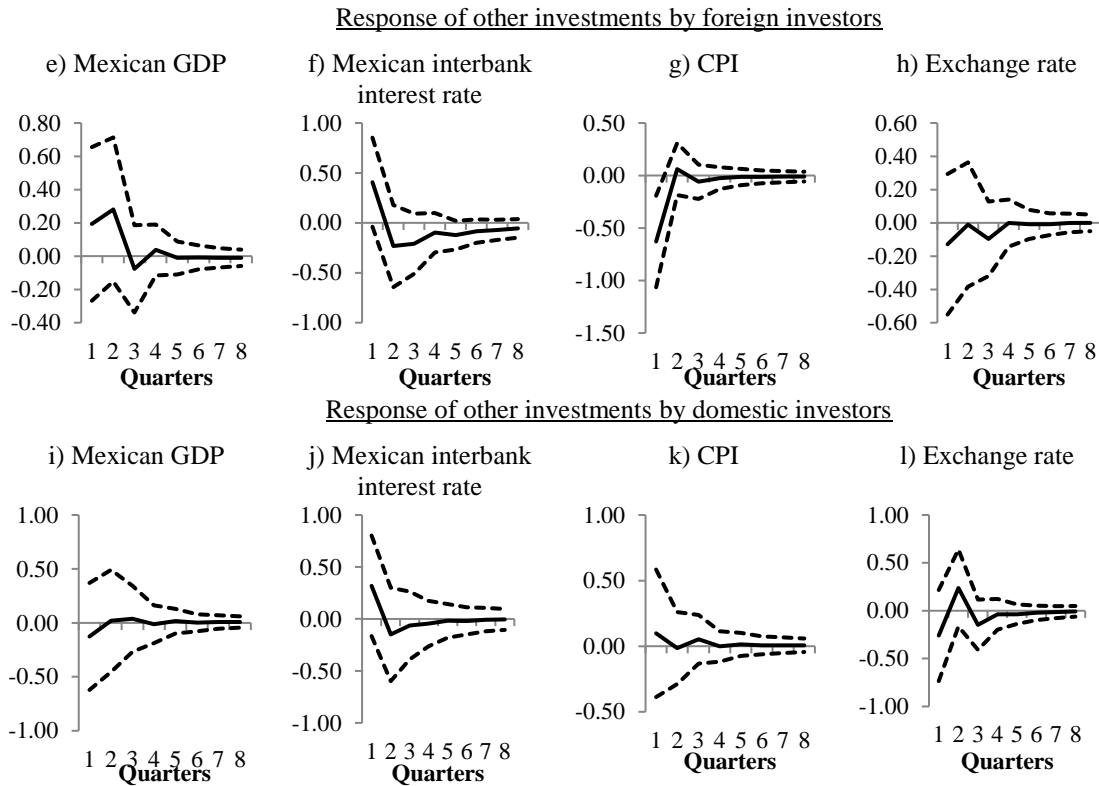 Response of other investments by foreign investors
e) Mexican GDP
f) Mexican interbank
interest rate
g) CPI
h) Exchange rate
0.80
0.60
0.40
0.20
0.00
-0.20
-0.40
1 2 3 4 5 6 7 8
Quarters
1.00
0.50
0.00
-0.50
-1.00
1 2 3 4 5 6 7 8
Quarters
0.50
0.00
-0.50
-1.00
-1.50
1 2 3 4 5 6 7 8
Quarters
0.60
0.40
0.20
0.00
-0.20
-0.40
-0.60
1 2 3 4 5 6 7 8
Quarters
Response of other investments by domestic investors
i) Mexican GDP
j) Mexican interbank
interest rate
k) CPI
l) Exchange rate
1.00
0.50
0.00
-0.50
-1.00
1 2 3 4 5 6 7 8
Quarters
1.00
0.50
0.00
-0.50
-1.00
1 2 3 4 5 6 7 8
Quarters
1.00
0.50
0.00
-0.50
1 2 3 4 5 6 7 8
Quarters
1.00
0.50
0.00
-0.50
-1.00
1 2 3 4 5 6 7 8
Quarters